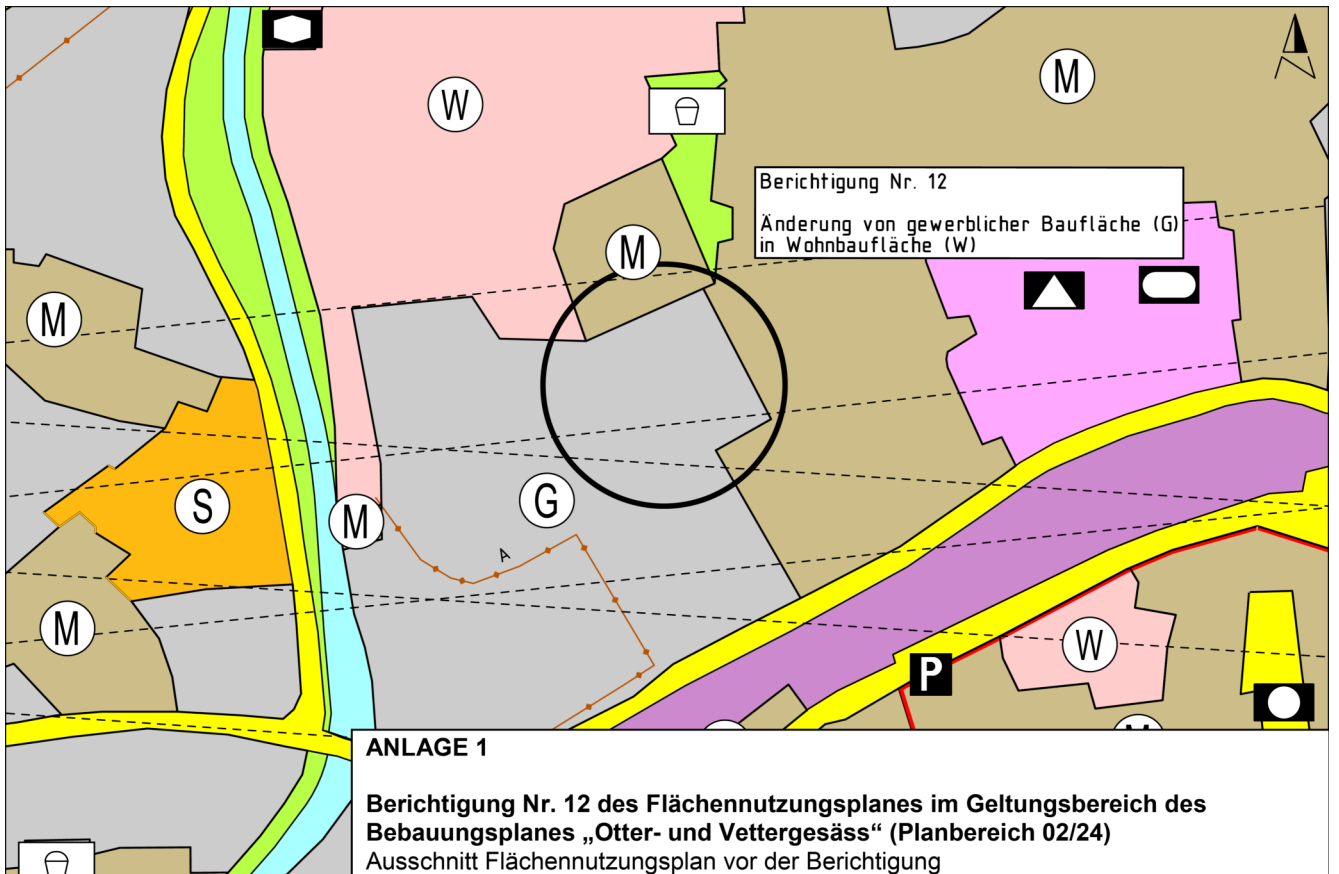 W
M
Berichtigung Nr. 12
Änderung von gewerblicher Baufläche (G)
in Wohnbaufläche (W)
M
M
S
G
M
A
M
W
P
ANLAGE 1
Berichtigung Nr. 12 des Flächennutzungsplanes im Geltungsbereich des
Bebauungsplanes „Otter- und Vettergesäss“ (Planbereich 02/24)
Ausschnitt Flächennutzungsplan vor der Berichtigung